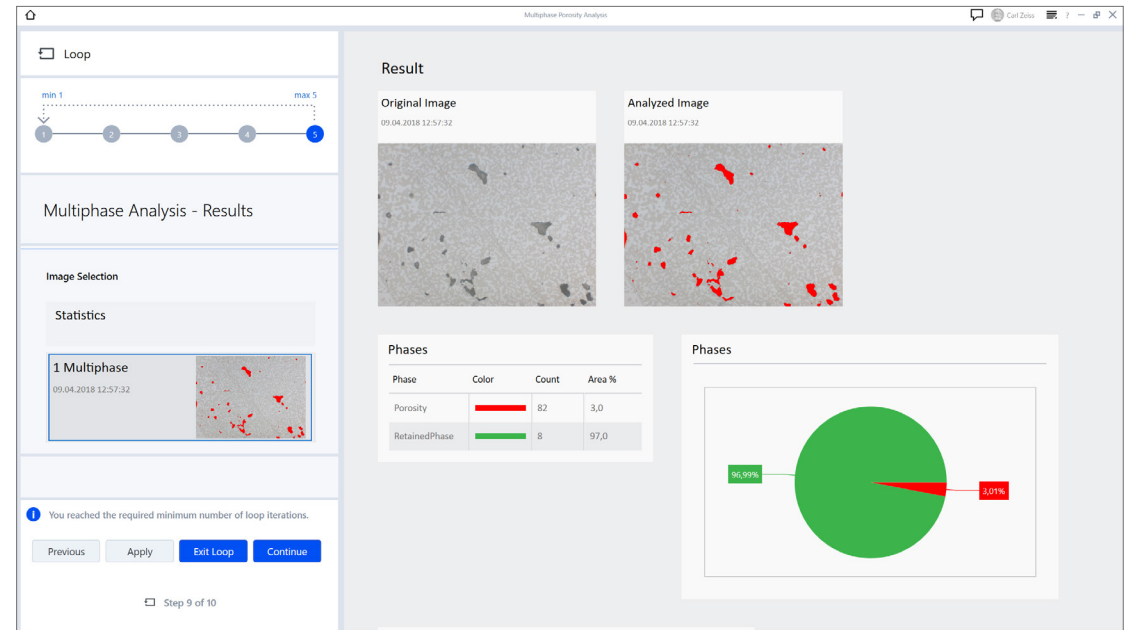 Multiphase Porosity Analysis
Carl Zeiss
?
Loop
min 1
max 5
1 2 3 4 5
Multiphase Analysis - Results
Image Selection
Statistics
1 Multiphase
09.04.2018 12:57:32
i You reached the required minimum number of loop iterations.
Previous Apply Exit Loop Continue
Step 9 of 10
Result
Original Image
09.04.2018 12:57:32
Analyzed Image
09.04.2018 12:57:32
Phases
Phase Color Count Area %
Porosity 82 3,0
RetainedPhase 8 97,0
Phases
96,99%
3,01%